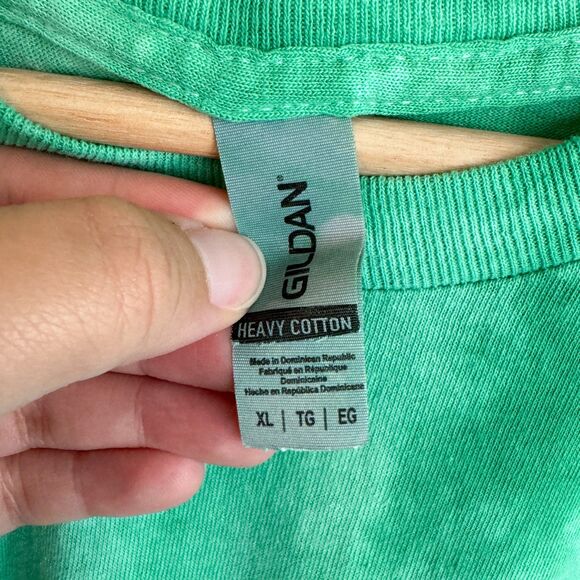 GILDAN®
HEAVY COTTON
Made in Dominican Republic
Fabriqué en République
Dominicaine
Hecho en República Dominicana
XL | TG | EG